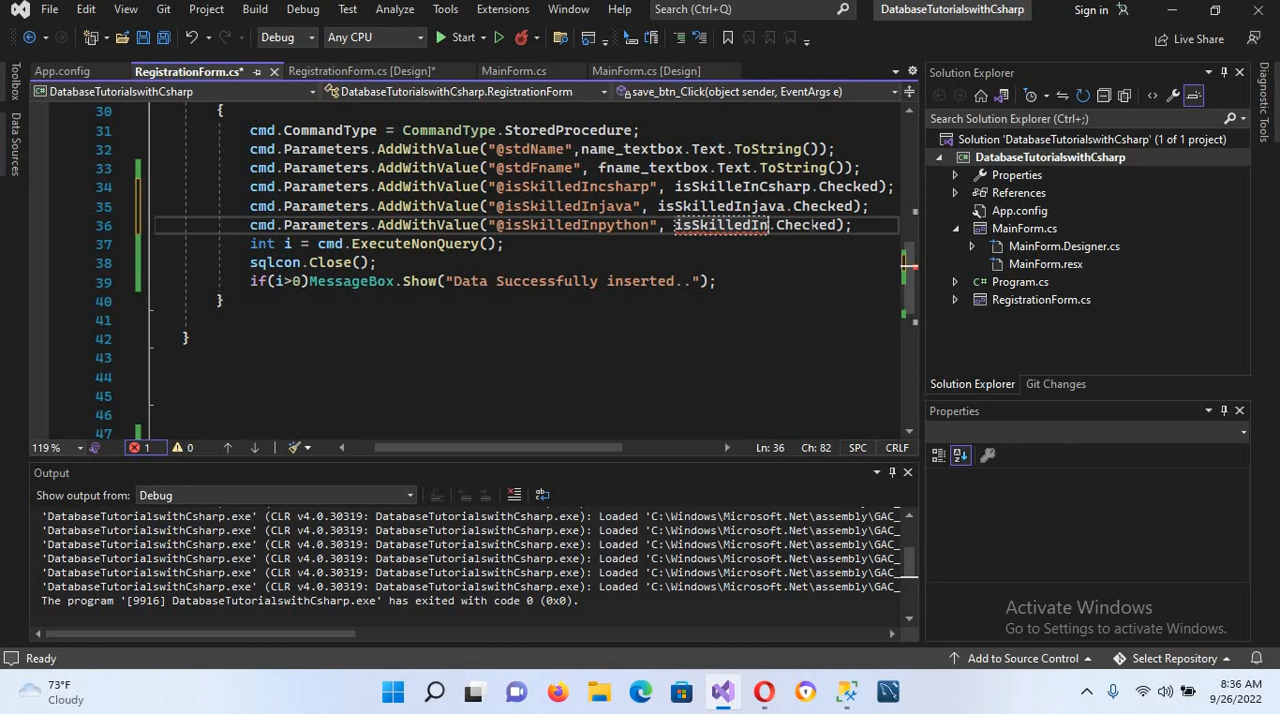 File Edit View Git Project Build Debug Test Analyze Tools Extensions Window Help Search (Ctrl+Q) DatabaseTutorialswithCsharp Sign in
Debug Any CPU Start Live Share
App.config RegistrationForm.cs* RegistrationForm.cs [Design]* MainForm.cs MainForm.cs [Design]
DatabaseTutorialswithCsharp DatabaseTutorialswithCsharp.RegistrationForm save_btn_Click(object sender, EventArgs e)
Toolbox
Data Sources
30 {
31 cmd.CommandType = CommandType.StoredProcedure;
32 cmd.Parameters.AddWithValue("@stdName",name_textbox.Text.ToString());
33 cmd.Parameters.AddWithValue("@stdFname", fname_textbox.Text.ToString());
34 cmd.Parameters.AddWithValue("@isSkilledIncsharp", isSkilleInCsharp.Checked);
35 cmd.Parameters.AddWithValue("@isSkilledInjava", isSkilledInjava.Checked);
36 cmd.Parameters.AddWithValue("@isSkilledInpython", isSkilledIn.Checked);
37 int i = cmd.ExecuteNonQuery();
38 sqlcon.Close();
39 if(i>0)MessageBox.Show("Data Successfully inserted..");
40 }
41
42 }
43
44
45
46
47
119 % 1 0 Ln: 36 Ch: 82 SPC CRLF
Output
Show output from: Debug
'DatabaseTutorialswithCsharp.exe' (CLR v4.0.30319: DatabaseTutorialswithCsharp.exe): Loaded 'C:\Windows\Microsoft.Net\assembly\GAC_
'DatabaseTutorialswithCsharp.exe' (CLR v4.0.30319: DatabaseTutorialswithCsharp.exe): Loaded 'C:\Windows\Microsoft.Net\assembly\GAC_
'DatabaseTutorialswithCsharp.exe' (CLR v4.0.30319: DatabaseTutorialswithCsharp.exe): Loaded 'C:\Windows\Microsoft.Net\assembly\GAC_
'DatabaseTutorialswithCsharp.exe' (CLR v4.0.30319: DatabaseTutorialswithCsharp.exe): Loaded 'C:\Windows\Microsoft.Net\assembly\GAC_
'DatabaseTutorialswithCsharp.exe' (CLR v4.0.30319: DatabaseTutorialswithCsharp.exe): Loaded 'C:\Windows\Microsoft.Net\assembly\GAC_
'DatabaseTutorialswithCsharp.exe' (CLR v4.0.30319: DatabaseTutorialswithCsharp.exe): Loaded 'C:\Windows\Microsoft.Net\assembly\GAC_
The program '[9916] DatabaseTutorialswithCsharp.exe' has exited with code 0 (0x0).
Solution Explorer
Search Solution Explorer (Ctrl+;)
Solution 'DatabaseTutorialswithCsharp' (1 of 1 project)
DatabaseTutorialswithCsharp
Properties
References
App.config
MainForm.cs
MainForm.Designer.cs
MainForm.resx
Program.cs
RegistrationForm.cs
Solution Explorer Git Changes
Properties
Diagnostic Tools
Activate Windows
Go to Settings to activate Windows.
Ready Add to Source Control Select Repository
73°F
Cloudy
8:36 AM
9/26/2022